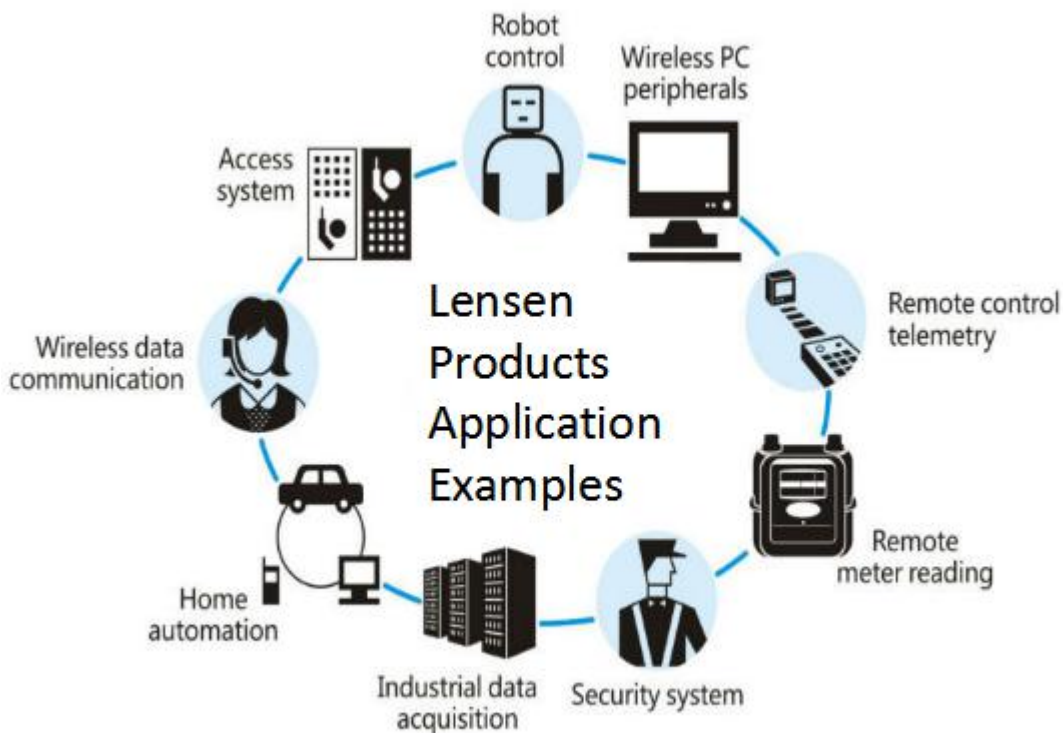 Robot
control
Wireless PC
peripherals
Access
system
Remote control
telemetry
Wireless data
communication
Lensen
Products
Application
Examples
Remote
meter reading
Home
automation
Industrial data
acquisition
Security system